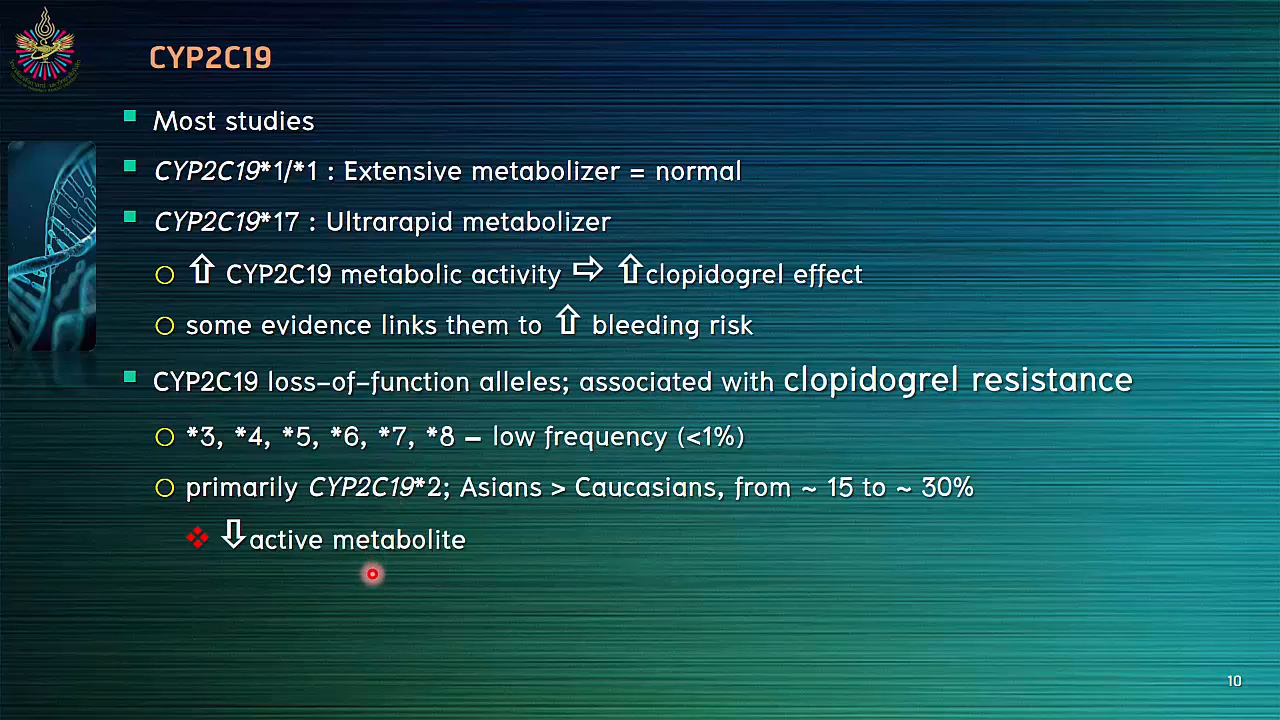 CYP2C19
Most studies
CYP2C19*1/*1 : Extensive metabolizer = normal
CYP2C19*17 : Ultrarapid metabolizer
⇧ CYP2C19 metabolic activity ⇨ ⇧clopidogrel effect
some evidence links them to ⇧ bleeding risk
CYP2C19 loss-of-function alleles; associated with clopidogrel resistance
*3, *4, *5, *6, *7, *8 – low frequency (<1%)
primarily CYP2C19*2; Asians > Caucasians, from ~ 15 to ~ 30%
⇩active metabolite
10